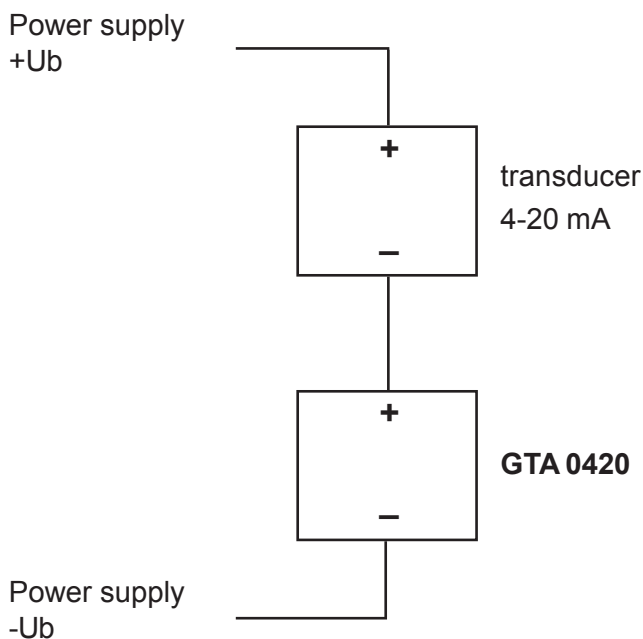 Power supply
+Ub
+
transducer
4-20 mA
–
+
GTA 0420
–
Power supply
-Ub